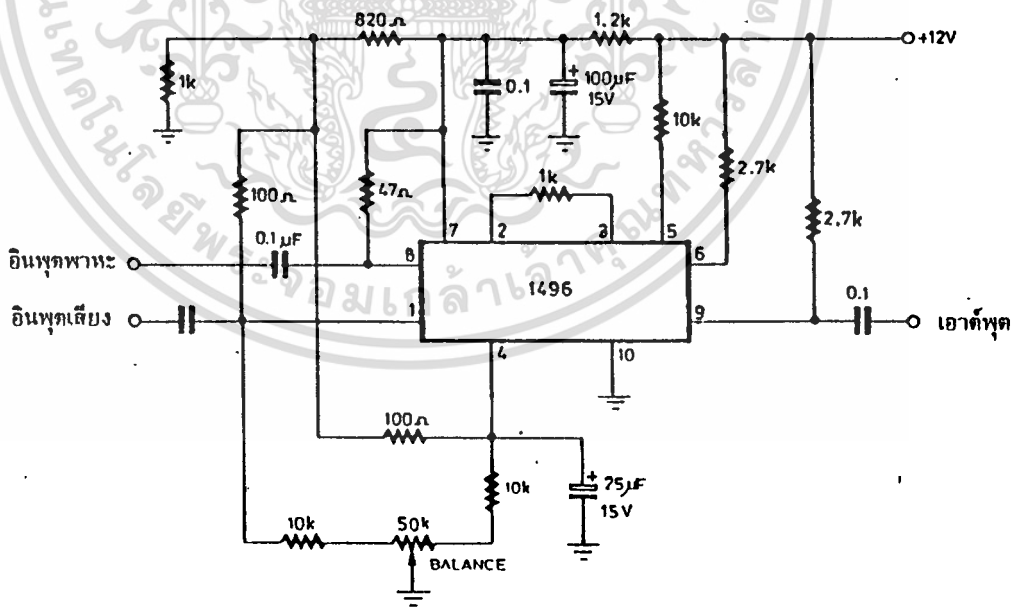 820Ω
1.2k
+12V
1k
0.1
100µF
15V
10k
2.7k
2.7k
100Ω
47Ω
1k
7
2
3
5
0.1µF
อินพุตพาหะ
8
6
1496
อินพุตเสียง
1
9
0.1
เอาต์พุต
4
10
100Ω
10k
25µF
15V
10k
50k
BALANCE